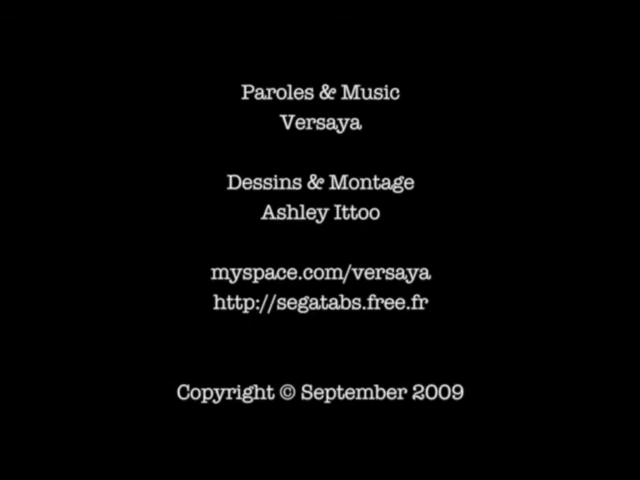 Paroles & Music
Versaya
Dessins & Montage
Ashley Ittoo
myspace.com/versaya
http://segatabs.free.fr
Copyright © September 2009